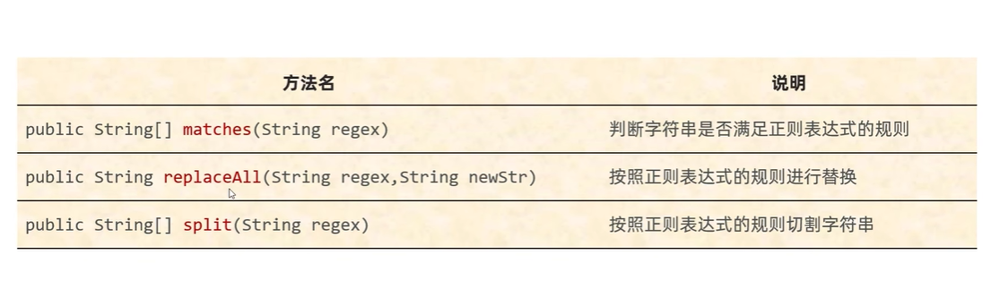 方法名 说明
public String[] matches(String regex) 判断字符串是否满足正则表达式的规则
public String replaceAll(String regex,String newStr) 按照正则表达式的规则进行替换
public String[] split(String regex) 按照正则表达式的规则切割字符串